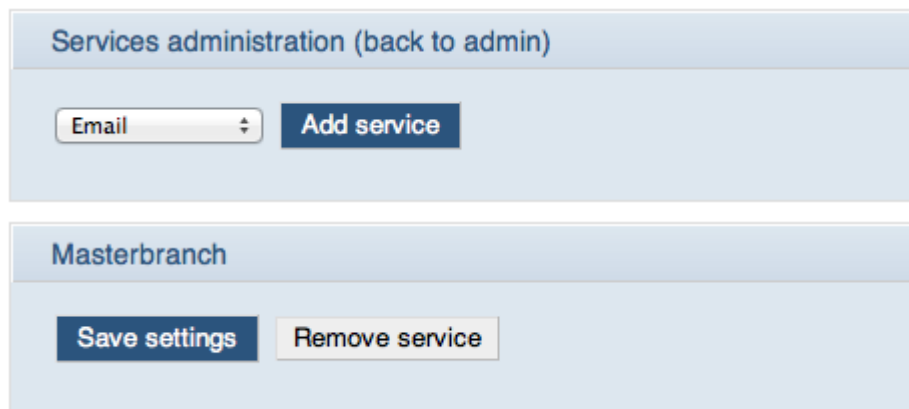 Services administration (back to admin)
Email Add service
Masterbranch
Save settings Remove service